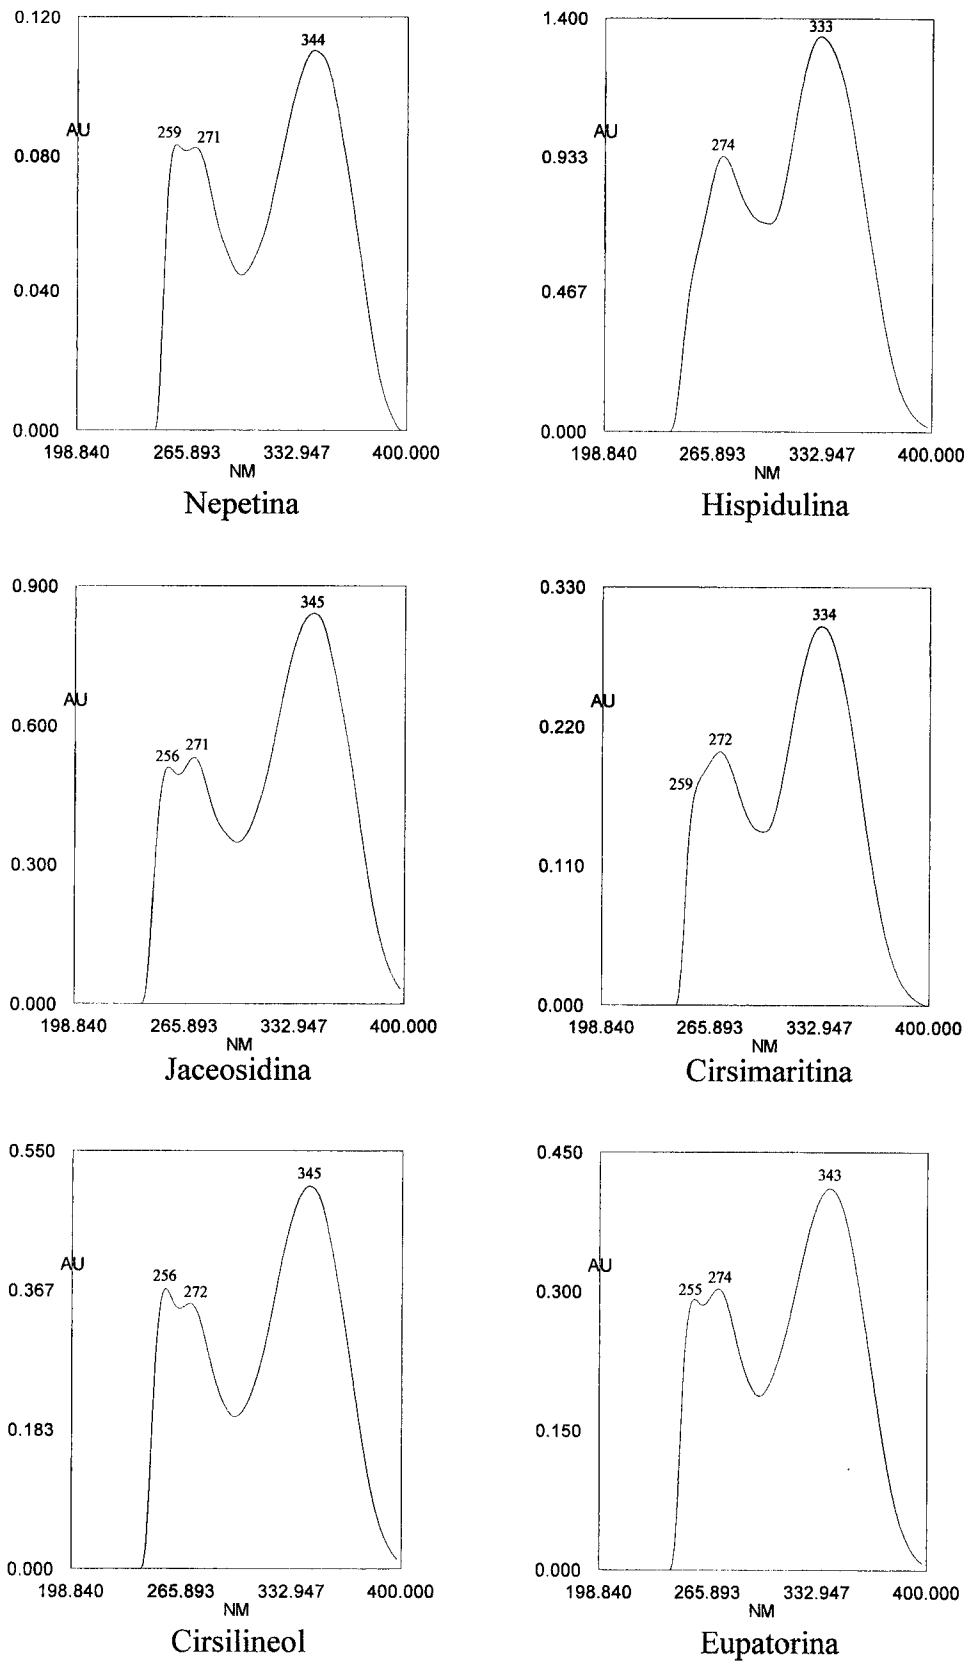 0.120
344
AU
259
271
0.080
0.040
0.000
198.840 265.893 332.947 400.000
NM
Nepetina
1.400
333
AU
274
0.933
0.467
0.000
198.840 265.893 332.947 400.000
NM
Hispidulina
0.900
345
AU
0.600
256
271
0.300
0.000
198.840 265.893 332.947 400.000
NM
Jaceosidina
0.330
334
AU
0.220
272
259
0.110
0.000
198.840 265.893 332.947 400.000
NM
Cirsimaritina
0.550
345
AU
0.367
256
272
0.183
0.000
198.840 265.893 332.947 400.000
NM
Cirsilineol
0.450
343
AU
0.300
255
274
0.150
0.000
198.840 265.893 332.947 400.000
NM
Eupatorina